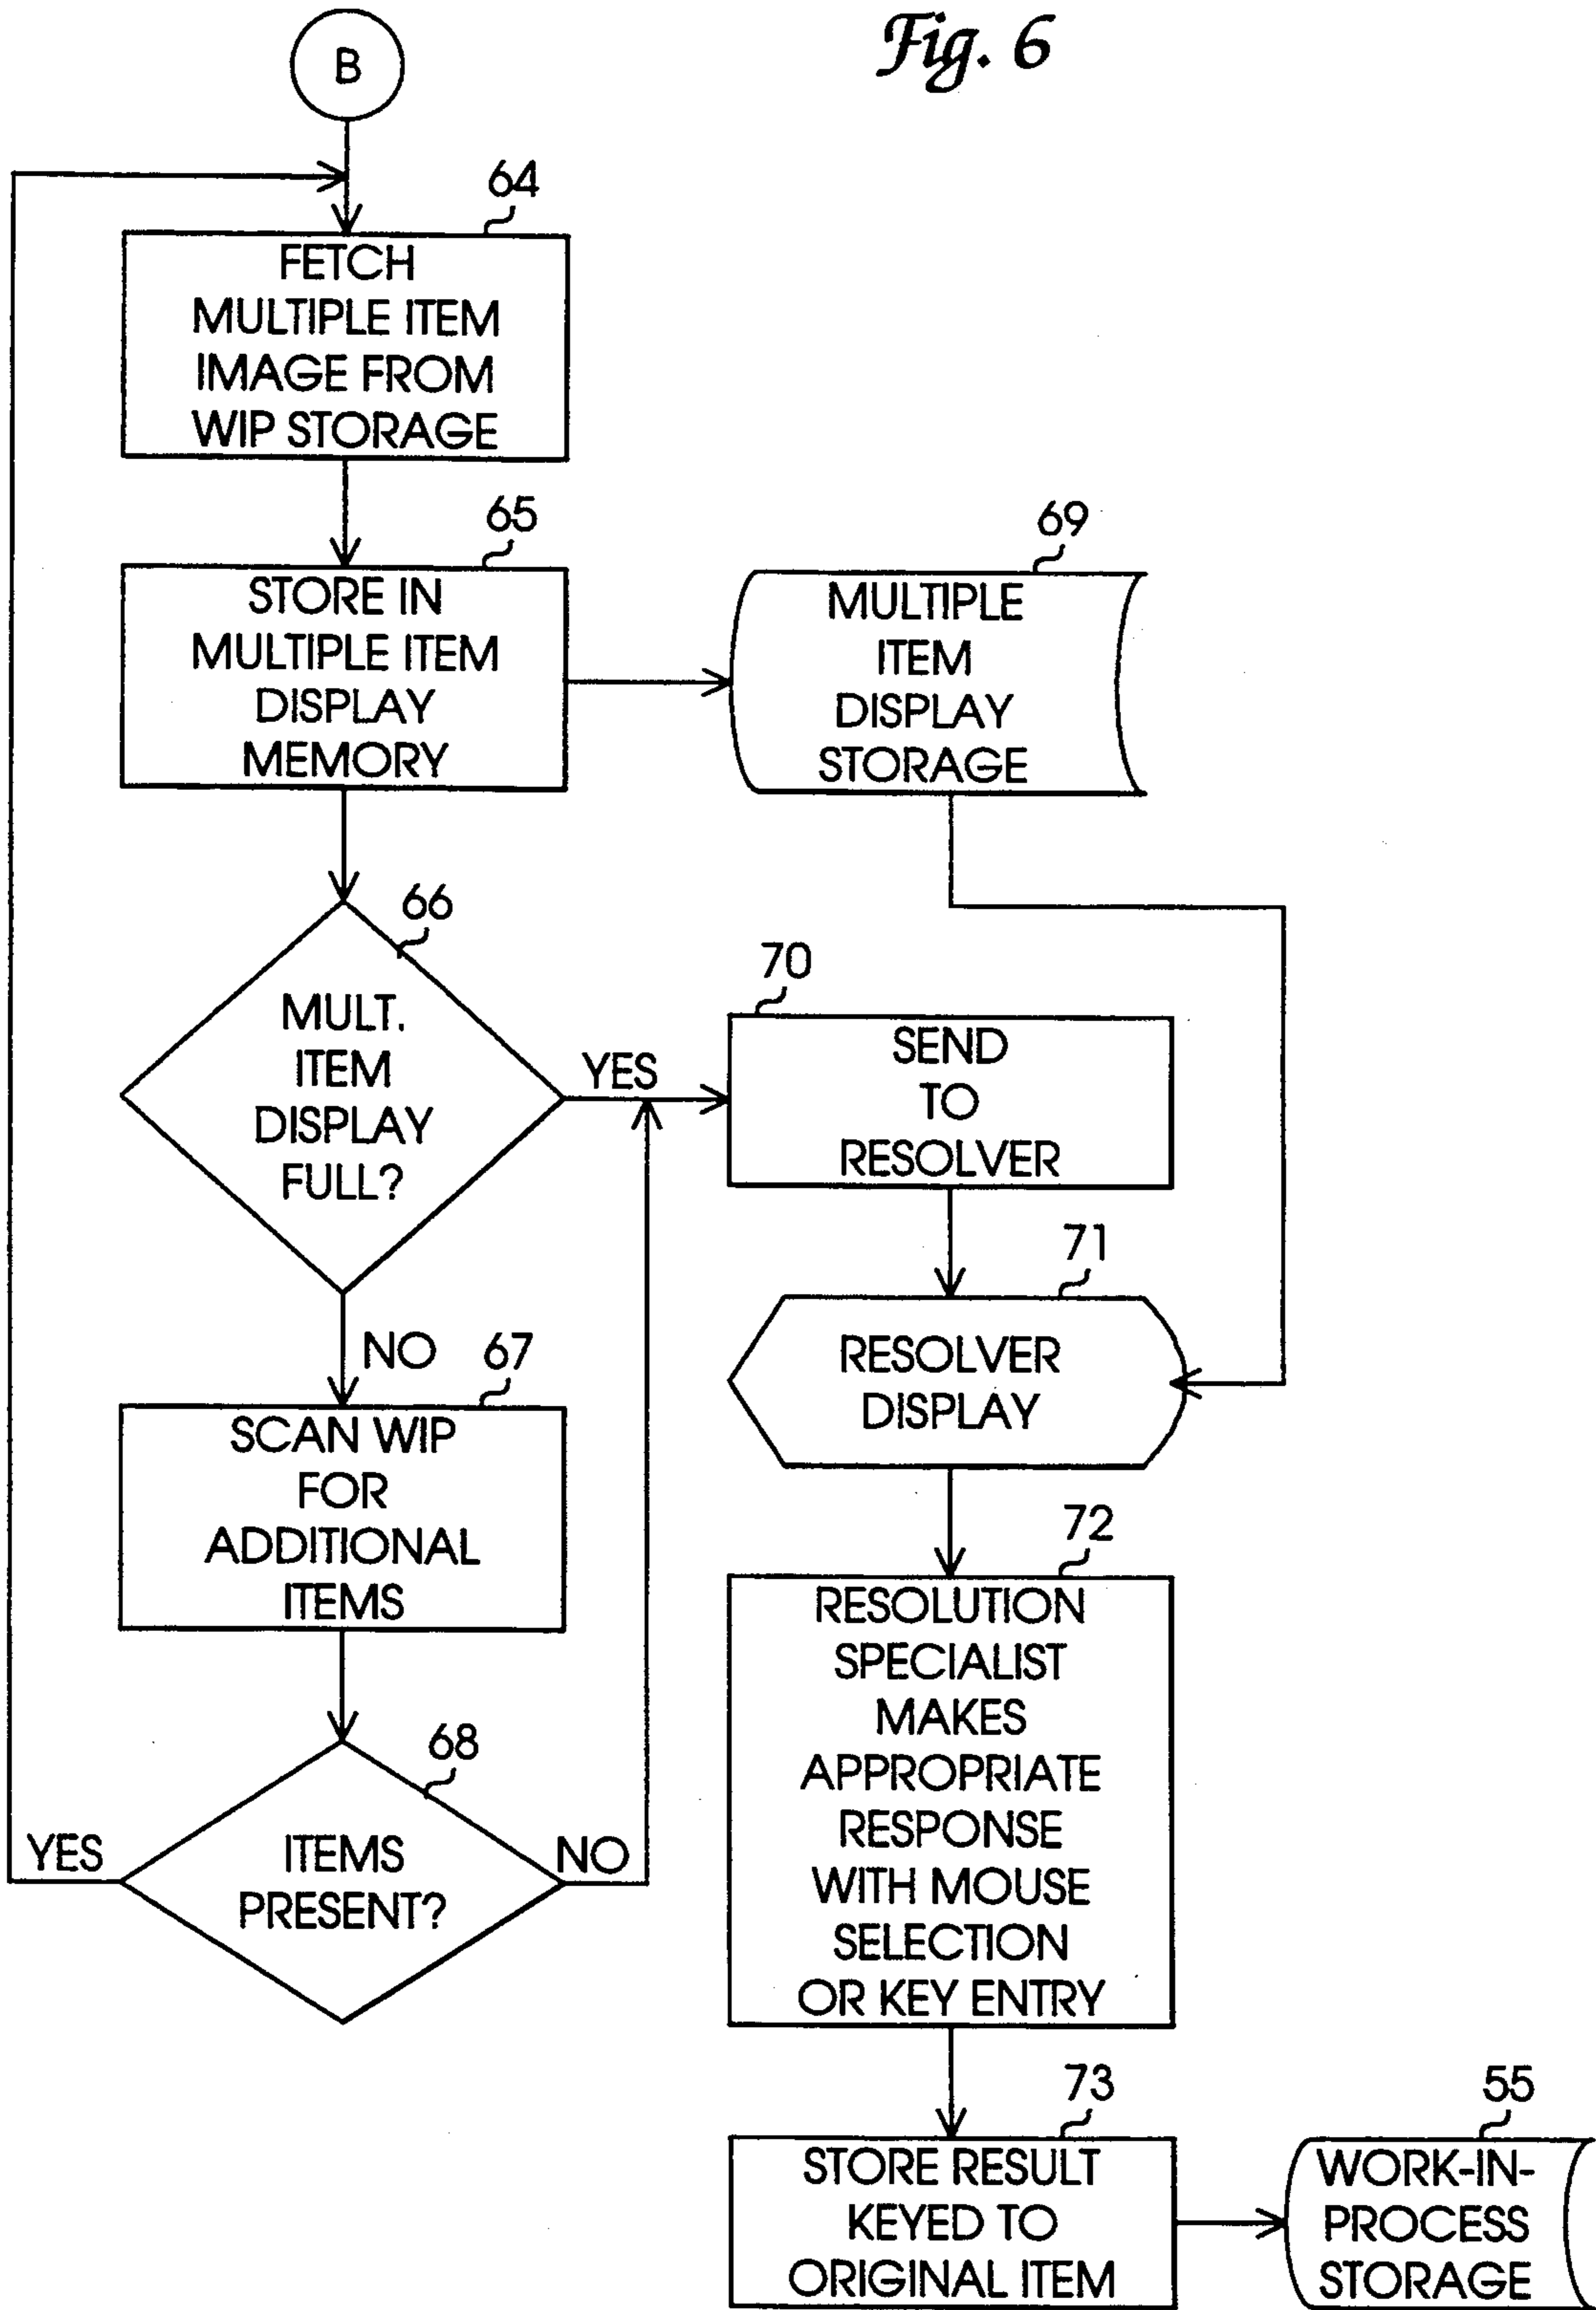 Fig. 6
B
64
FETCH
MULTIPLE ITEM
IMAGE FROM
WIP STORAGE
65
STORE IN
MULTIPLE ITEM
DISPLAY
MEMORY
69
MULTIPLE
ITEM
DISPLAY
STORAGE
66
MULT.
ITEM
DISPLAY
FULL?
YES
NO
67
SCAN WIP
FOR
ADDITIONAL
ITEMS
68
ITEMS
PRESENT?
YES
NO
70
SEND
TO
RESOLVER
71
RESOLVER
DISPLAY
72
RESOLUTION
SPECIALIST
MAKES
APPROPRIATE
RESPONSE
WITH MOUSE
SELECTION
OR KEY ENTRY
73
STORE RESULT
KEYED TO
ORIGINAL ITEM
55
WORK-IN-
PROCESS
STORAGE